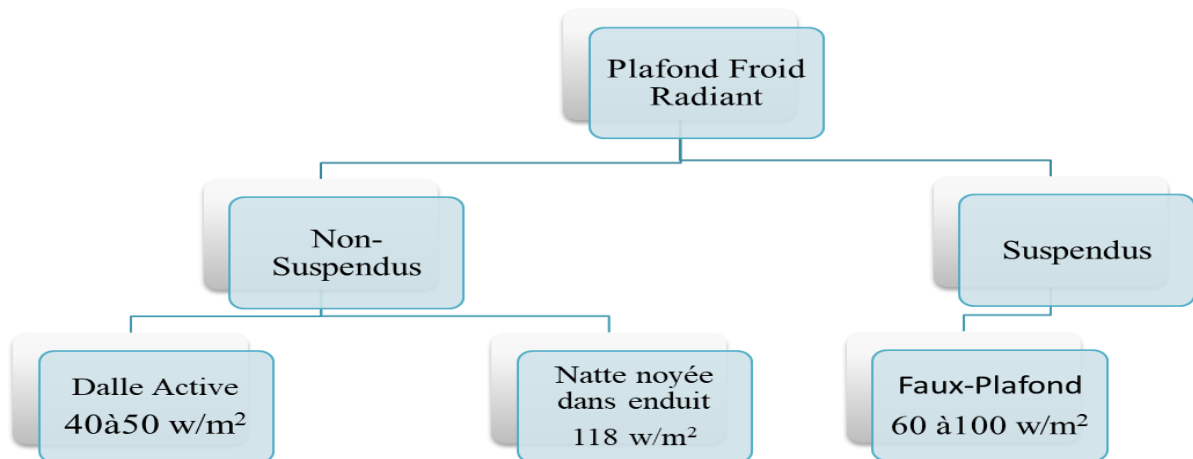 Plafond Froid
Radiant
Non-
Suspendus
Suspendus
Dalle Active
40à50 w/m²
Natte noyée
dans enduit
118 w/m²
Faux-Plafond
60 à100 w/m²